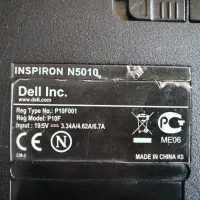 INSPIRON N5010
Dell Inc.
www.dell.com
Reg Type No.: P10F001
Reg Model: P10F
Input : 19.5V ⎓ 3.34A/4.62A/6.7A
ME06
MADE IN CHINA K5